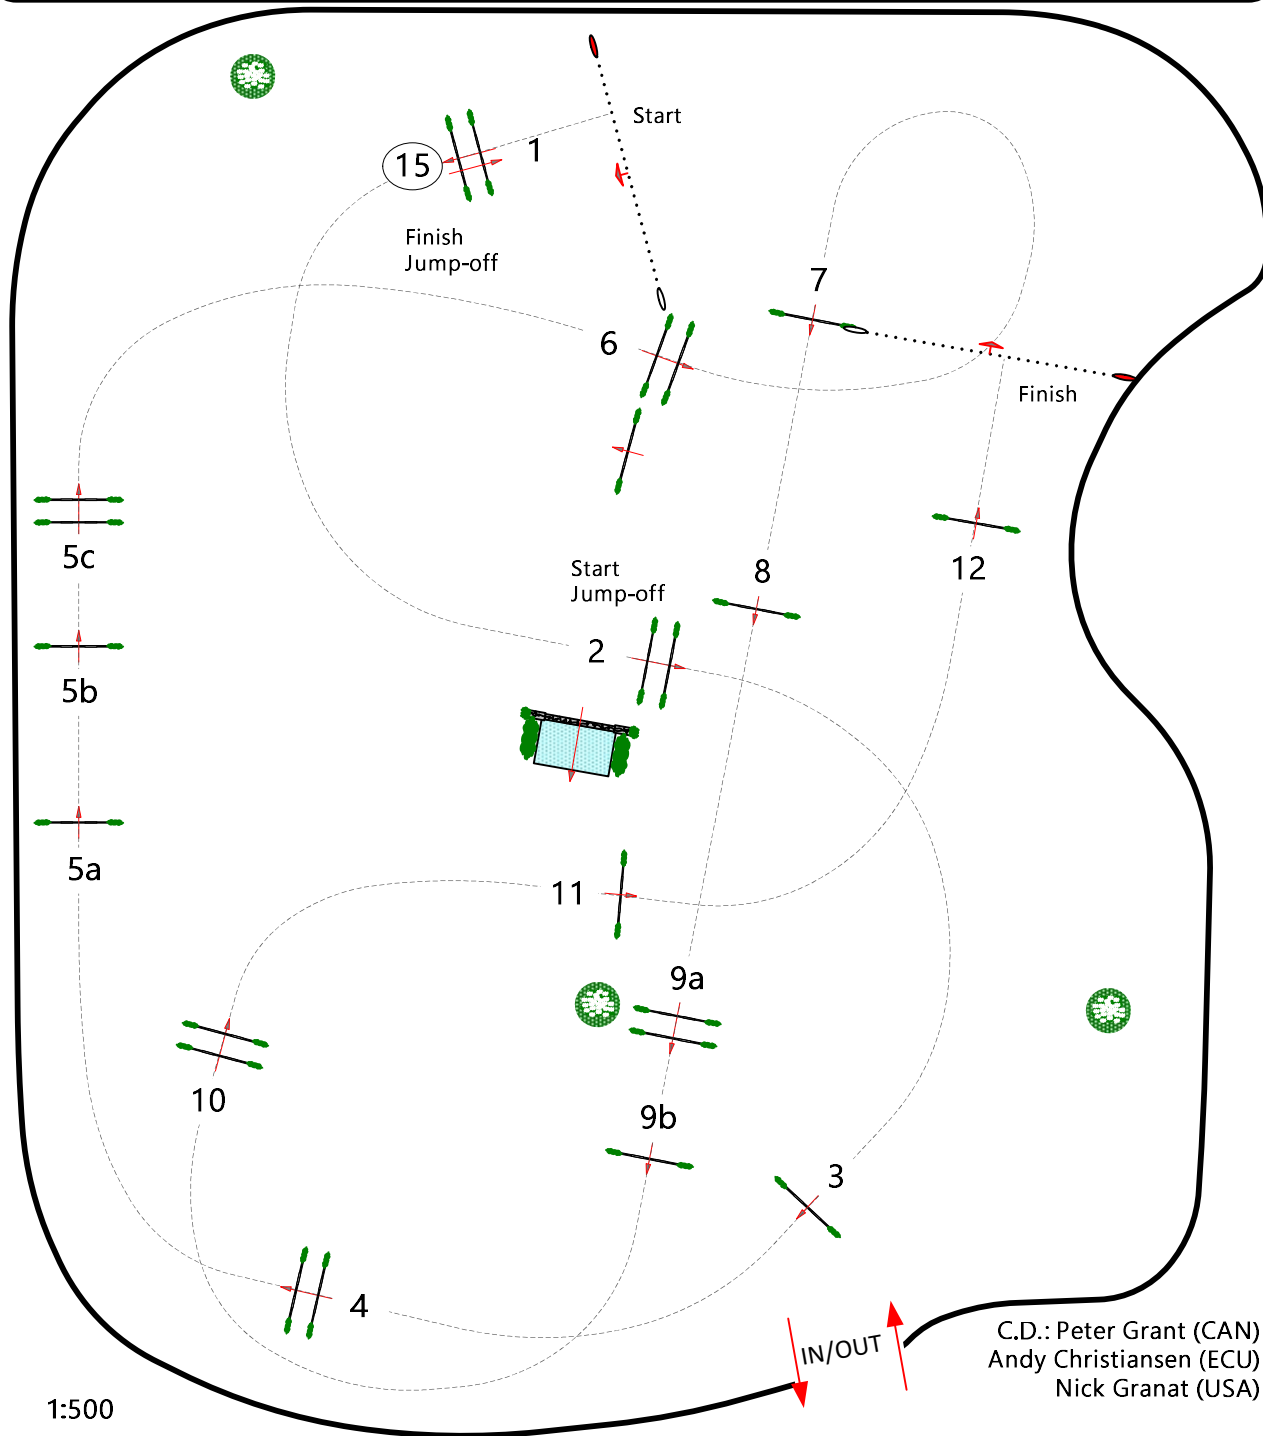 Start
1
15
Finish
Jump-off
7
6
Finish
5c
Start
Jump-off
8
12
2
5b
5a
11
9a
10
9b
3
4
IN/OUT
C.D.: Peter Grant (CAN)
Andy Christiansen (ECU)
Nick Granat (USA)
1:500